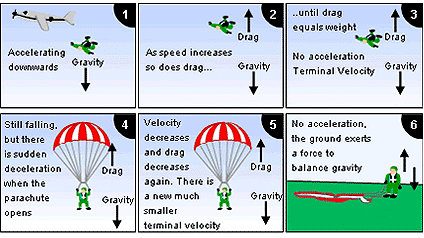 1
Accelerating
downwards
Gravity
2
Drag
As speed increases
so does drag...
Gravity
3
..until drag
equals weight
Drag
No acceleration
Terminal Velocity
Gravity
4
Still falling,
but there
is sudden
deceleration
when the
parachute
opens
Drag
Gravity
5
Velocity
decreases
and drag
decreases
again. There is
a new much
smaller
terminal velocity
Drag
Gravity
6
No acceleration,
the ground exerts
a force to
balance gravity